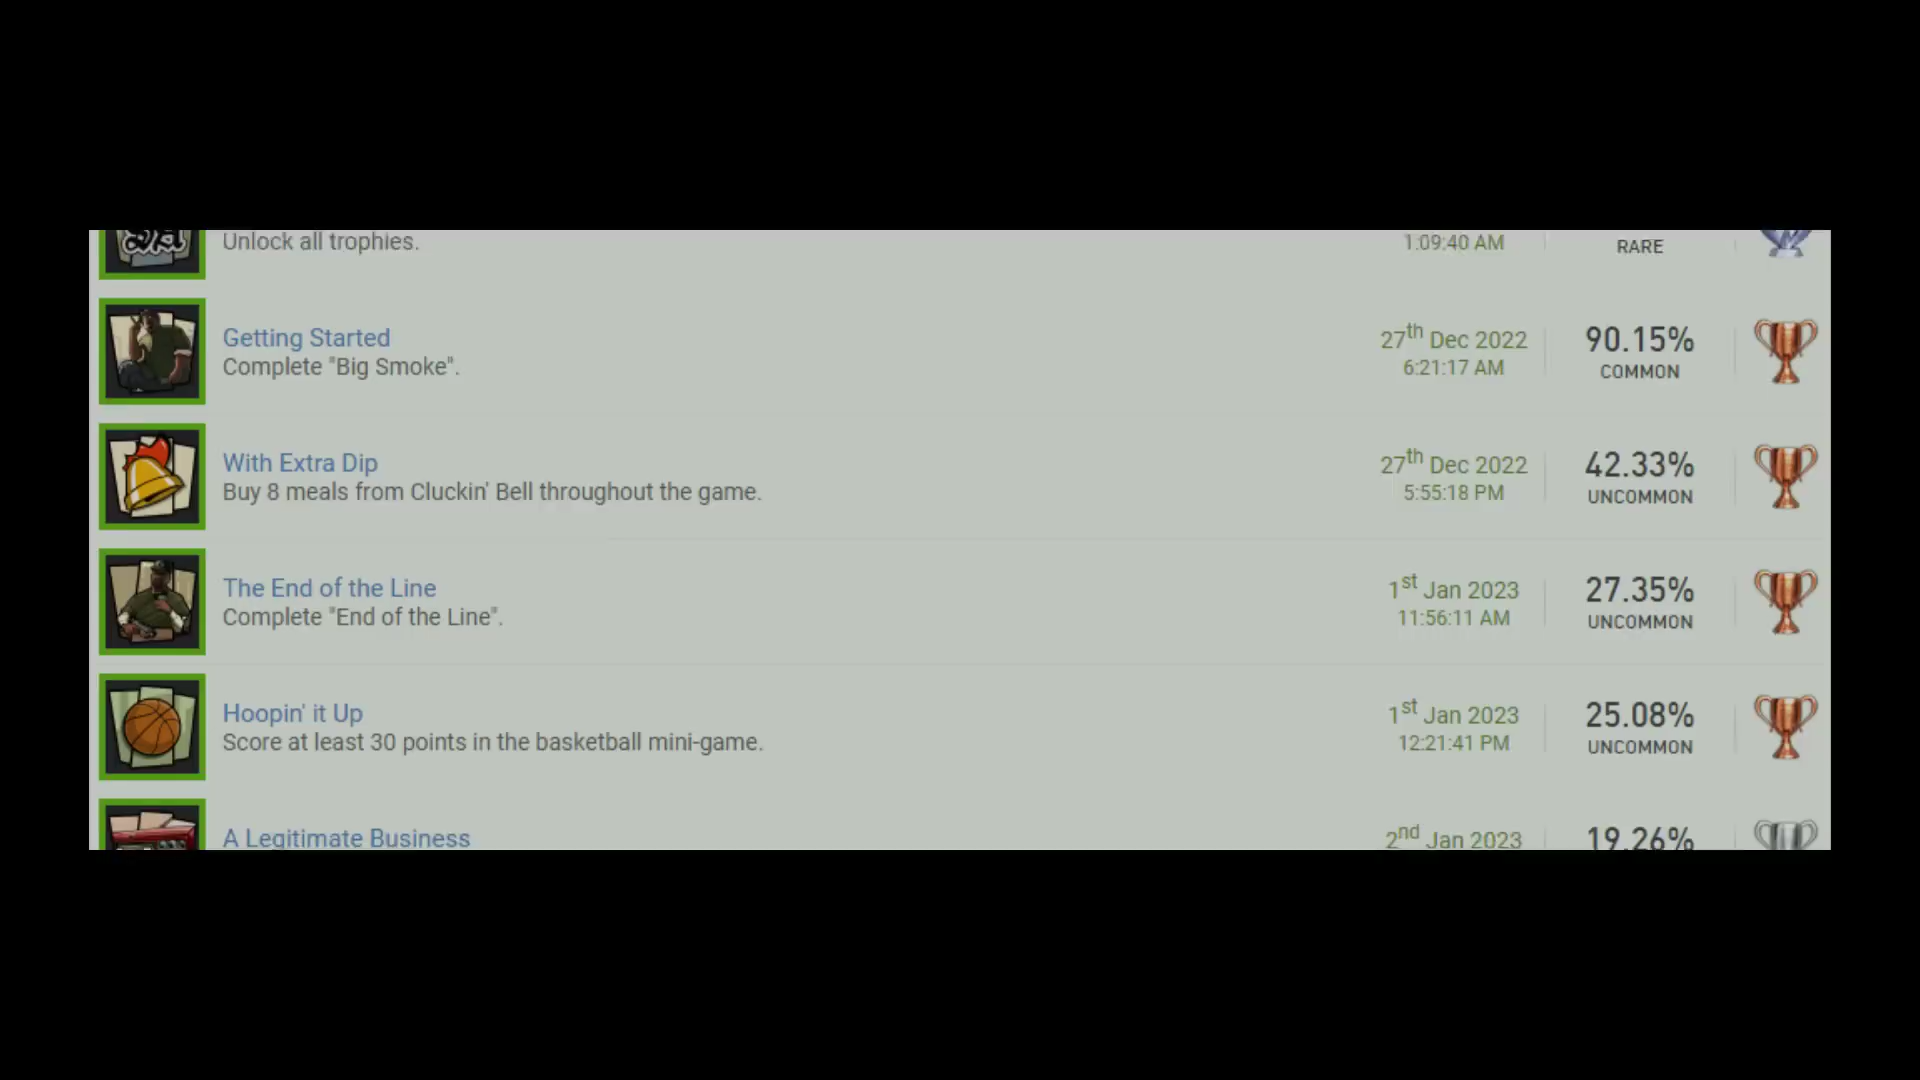 Unlock all trophies.
1:09:40 AM
RARE
Getting Started
Complete "Big Smoke".
27th Dec 2022
6:21:17 AM
90.15%
COMMON
With Extra Dip
Buy 8 meals from Cluckin' Bell throughout the game.
27th Dec 2022
5:55:18 PM
42.33%
UNCOMMON
The End of the Line
Complete "End of the Line".
1st Jan 2023
11:56:11 AM
27.35%
UNCOMMON
Hoopin' it Up
Score at least 30 points in the basketball mini-game.
1st Jan 2023
12:21:41 PM
25.08%
UNCOMMON
A Legitimate Business
2nd Jan 2023
19.26%